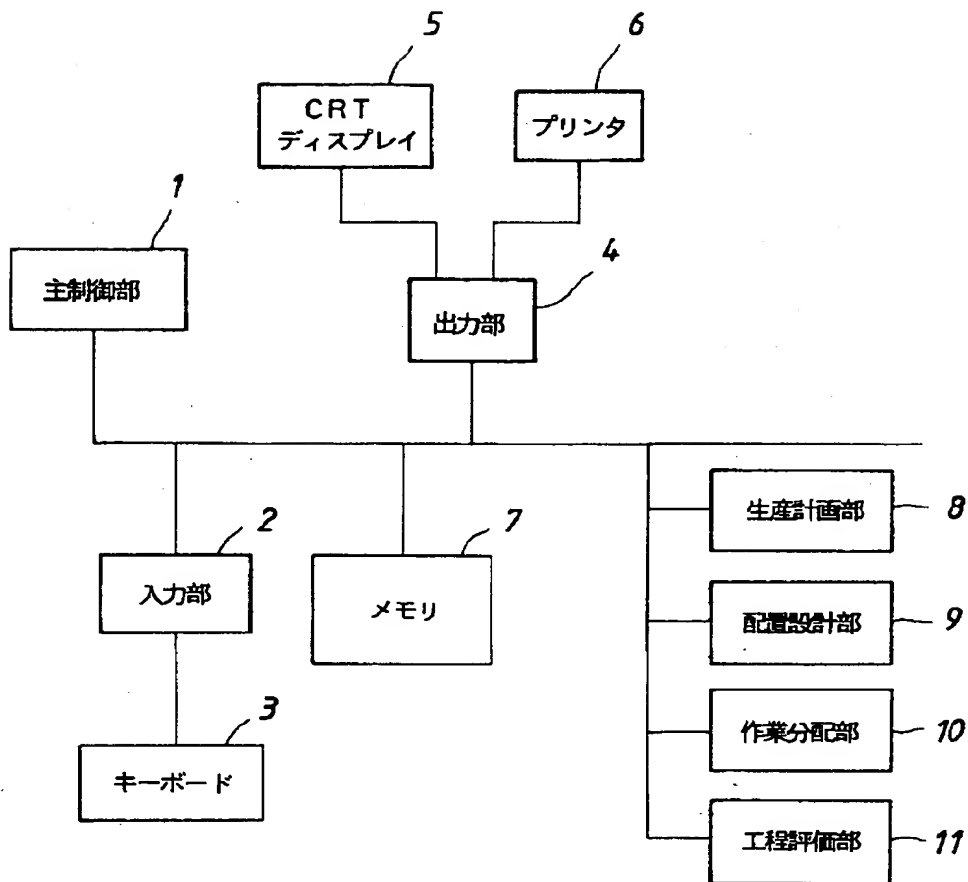 5
CRT
ディスプレイ
6
プリンタ
1
主制御部
4
出力部
2
入力部
7
メモリ
3
キーボード
生産計画部
8
配置設計部
9
作業分配部
10
工程評価部
11